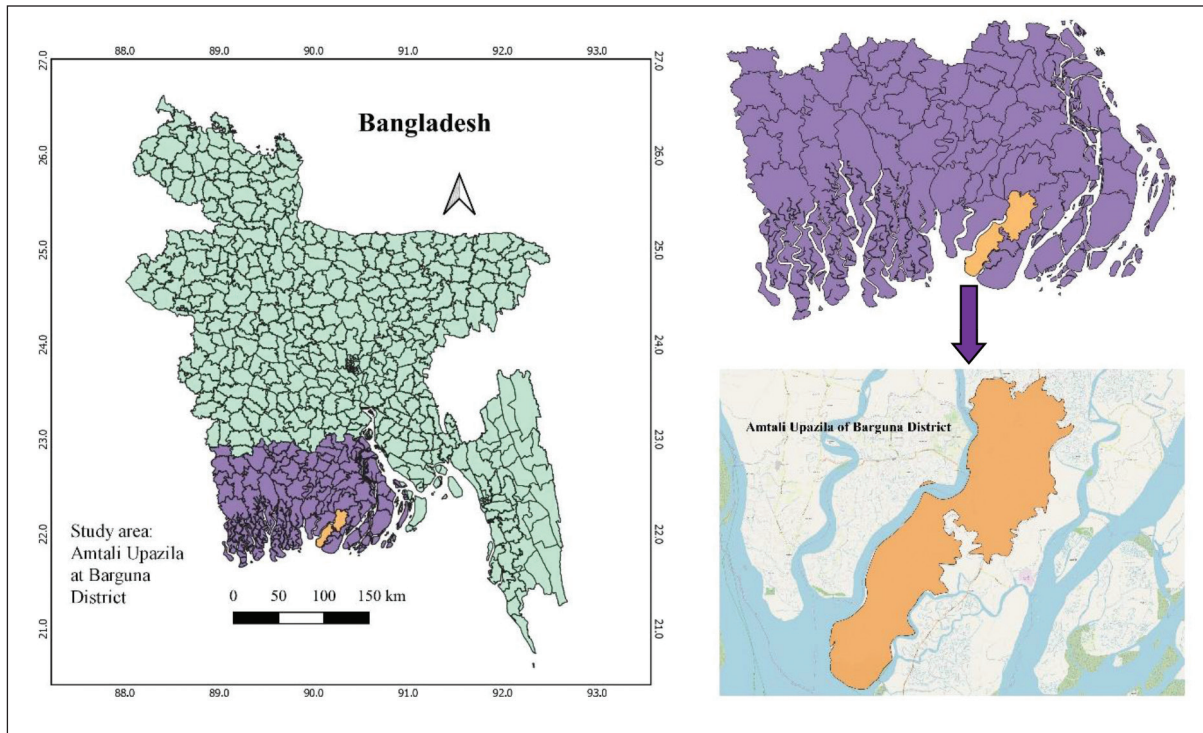 88.0 89.0 90.0 91.0 92.0 93.0
27.0 27.0
Bangladesh
26.0 26.0
25.0 25.0
24.0 24.0
23.0 23.0
22.0 22.0
21.0 21.0
Study area:
Amtali Upazila
at Barguna
District
0 50 100 150 km
88.0 89.0 90.0 91.0 92.0 93.0
Amtali Upazila of Barguna District